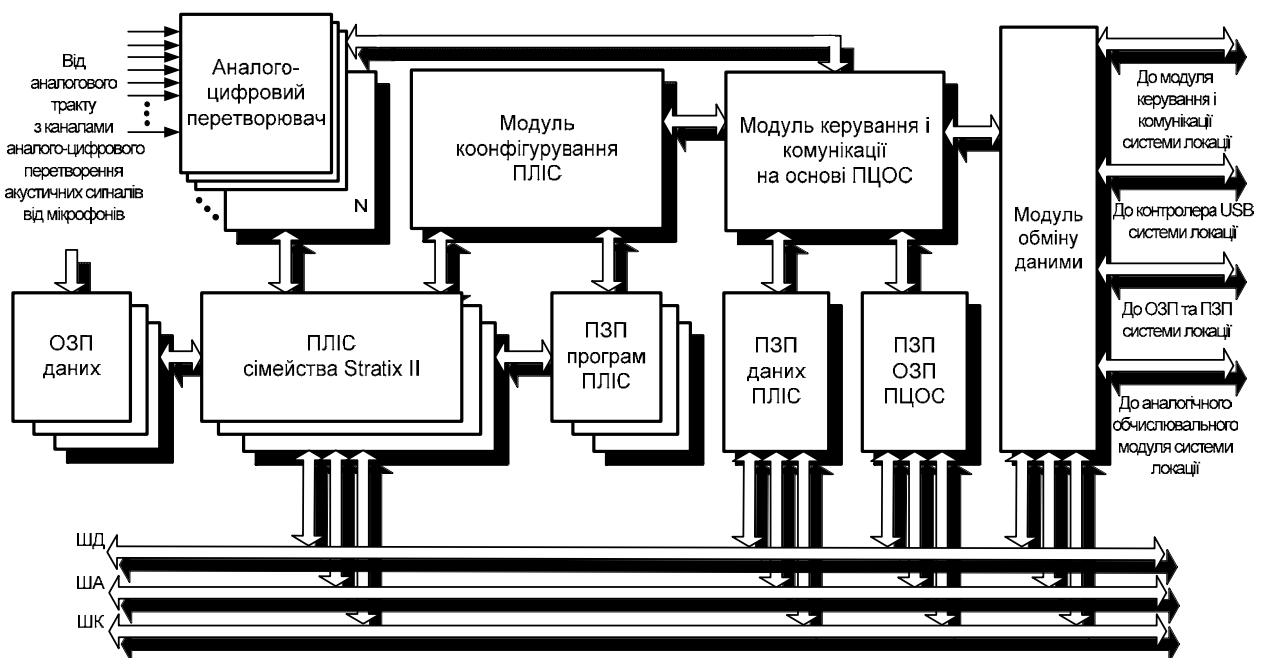 Від
аналогового
тракту
з каналами
аналого-цифрового
перетворення
акустичних сигналів
від мікрофонів
Аналого-
цифровий
перетворювач
N
Модуль
коонфігурування
ПЛІС
Модуль керування і
комунікації
на основі ПЦОС
Модуль
обміну
даними
До модуля
керування і
комунікації
системи локації
До контролера USB
системи локації
До ОЗП та ПЗП
системи локації
До аналогічного
обчислювального
модуля системи
локації
ОЗП
даних
ПЛІС
сімейства Stratix II
ПЗП
програм
ПЛІС
ПЗП
даних
ПЛІС
ПЗП
ОЗП
ПЦОС
ШД
ША
ШК